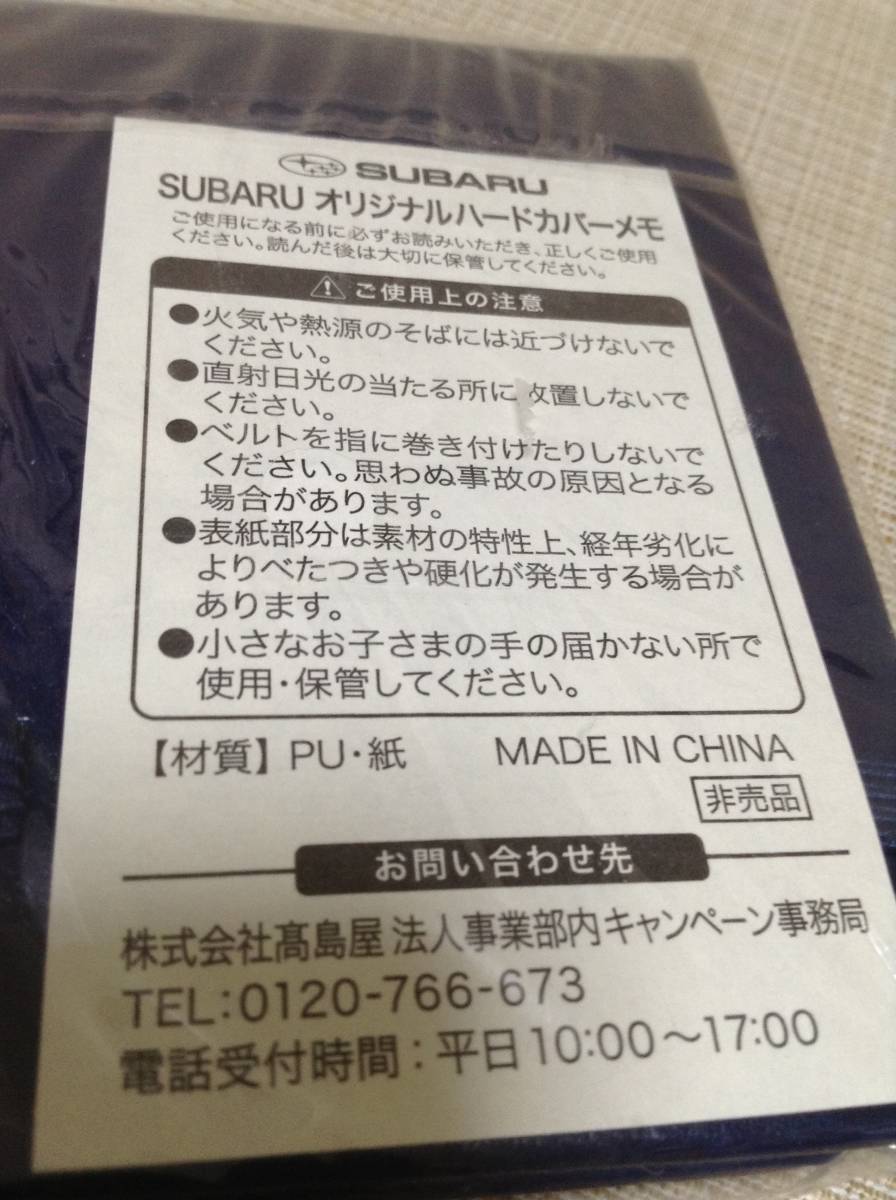 SUBARU
SUBARU オリジナルハードカバーメモ
ご使用になる前に必ずお読みいただき、正しくご使用
ください。読んだ後は大切に保管してください。
ご使用上の注意
●火気や熱源のそばには近づけないで
ください。
●直射日光の当たる所に放置しないで
ください。
●ベルトを指に巻き付けたりしないで
ください。思わぬ事故の原因となる
場合があります。
●表紙部分は素材の特性上、経年劣化に
よりべたつきや硬化が発生する場合が
あります。
●小さなお子さまの手の届かない所で
使用・保管してください。
【材質】PU・紙 MADE IN CHINA
非売品
お問い合わせ先
株式会社髙島屋 法人事業部内キャンペーン事務局
TEL:0120-766-673
電話受付時間:平日10:00〜17:00